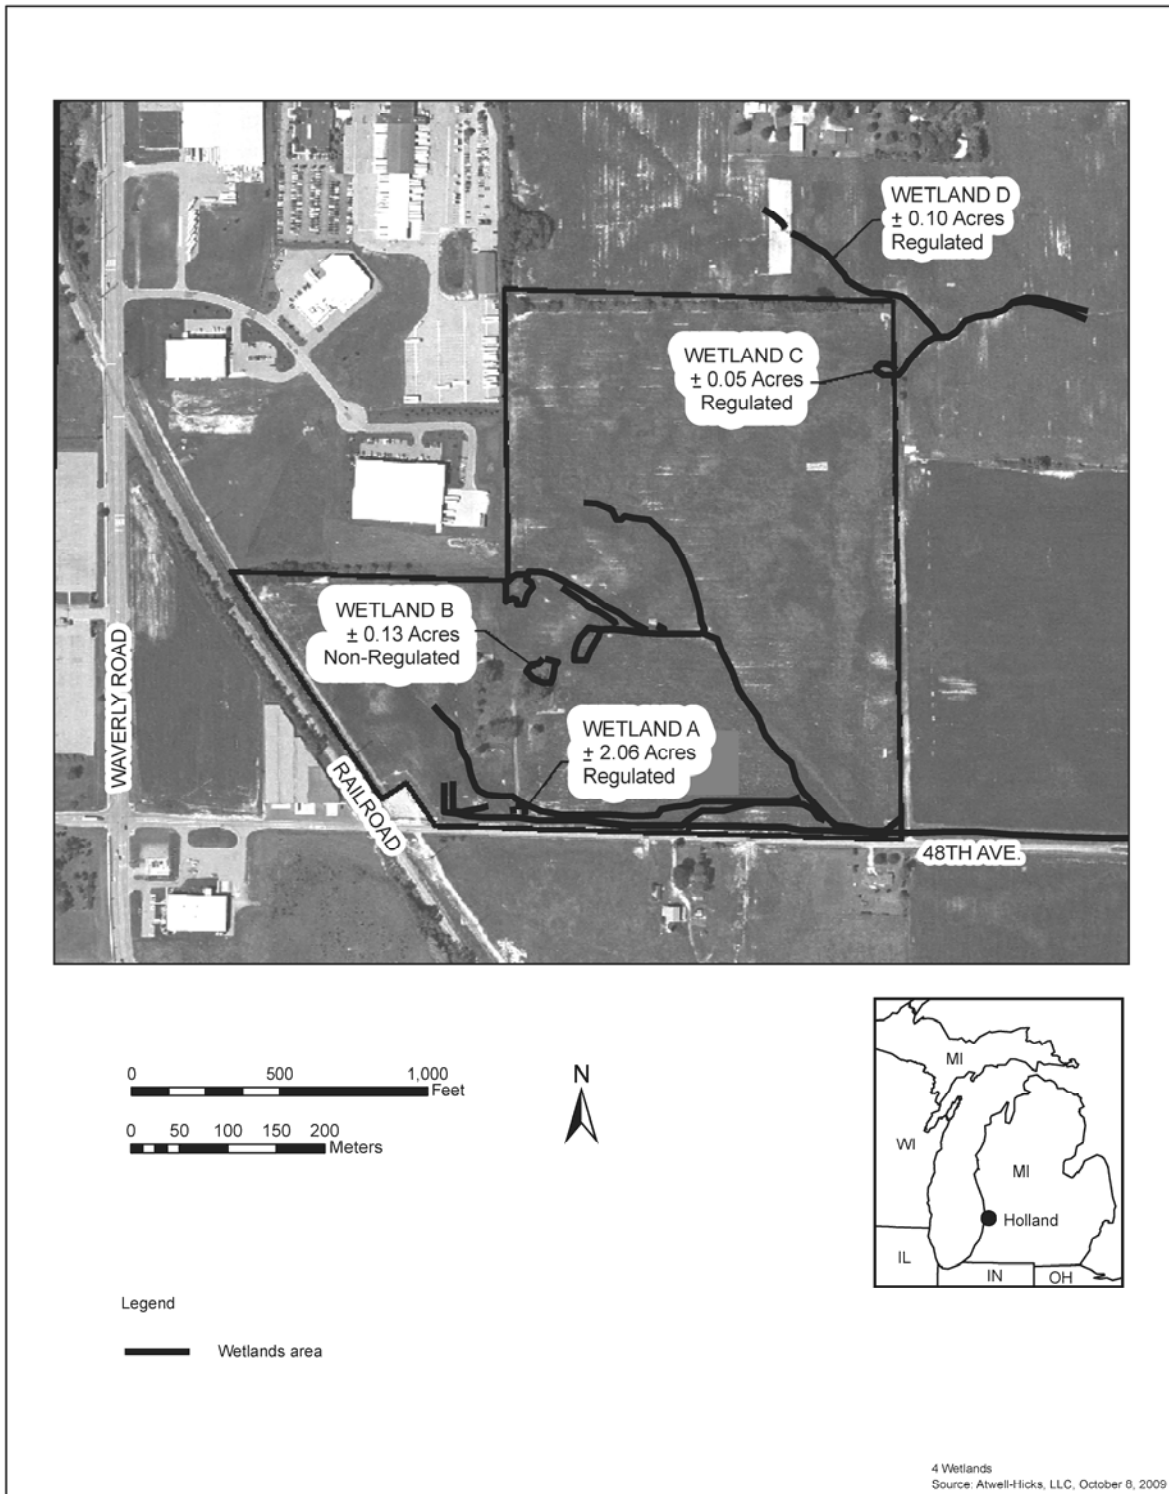 WETLAND D
± 0.10 Acres
Regulated
WETLAND C
± 0.05 Acres
Regulated
WETLAND B
± 0.13 Acres
Non-Regulated
WETLAND A
± 2.06 Acres
Regulated
WAVERLY ROAD
RAILROAD
48TH AVE.
0 500 1,000
Feet
0 50 100 150 200
Meters
N
MI
WI
MI
Holland
IL
IN
OH
Legend
Wetlands area
4 Wetlands
Source: Atwell-Hicks, LLC, October 8, 2009